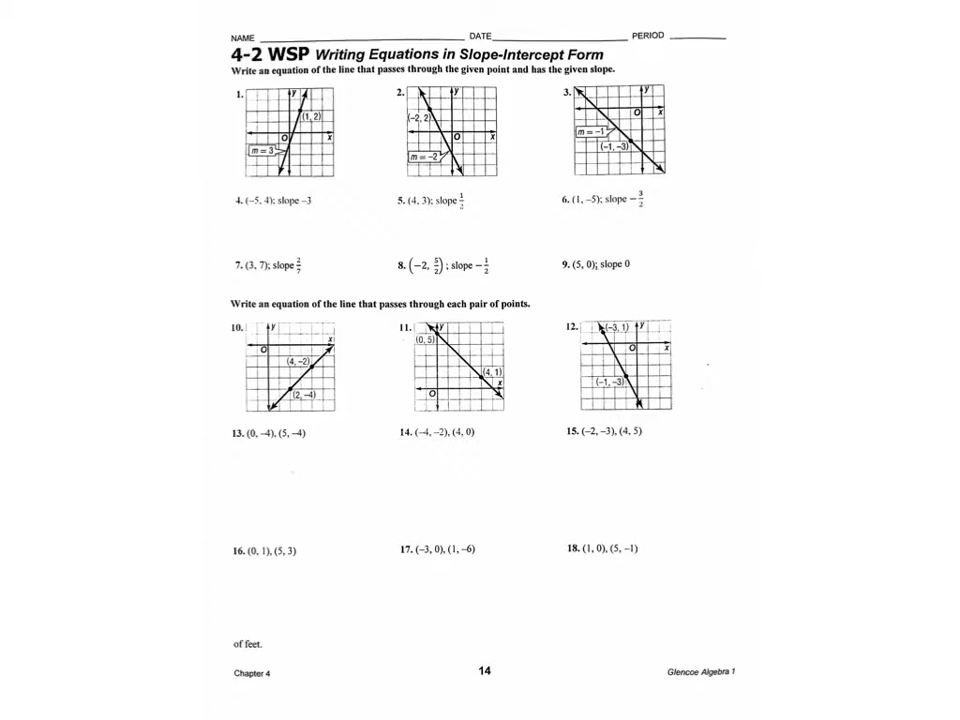 NAME ____ DATE ____ PERIOD ____
4-2 WSP Writing Equations in Slope-Intercept Form
Write an equation of the line that passes through the given point and has the given slope.
1. y (1, 2) O x m = 3
2. y (–2, 2) O x m = –2
3. y O x m = –1 (–1, –3)
4. (–5, 4); slope –3
5. (4, 3); slope 1/2
6. (1, –5); slope – 3/2
7. (3, 7); slope 2/7
8. (–2, 5/2); slope – 1/2
9. (5, 0); slope 0
Write an equation of the line that passes through each pair of points.
10. y x O (4, –2) (2, –4)
11. y (0, 5) (4, 1) x O
12. (–3, 1) y O x (–1, –3)
13. (0, –4), (5, –4)
14. (–4, –2), (4, 0)
15. (–2, –3), (4, 5)
16. (0, 1), (5, 3)
17. (–3, 0), (1, –6)
18. (1, 0), (5, –1)
of feet.
Chapter 4 14 Glencoe Algebra 1